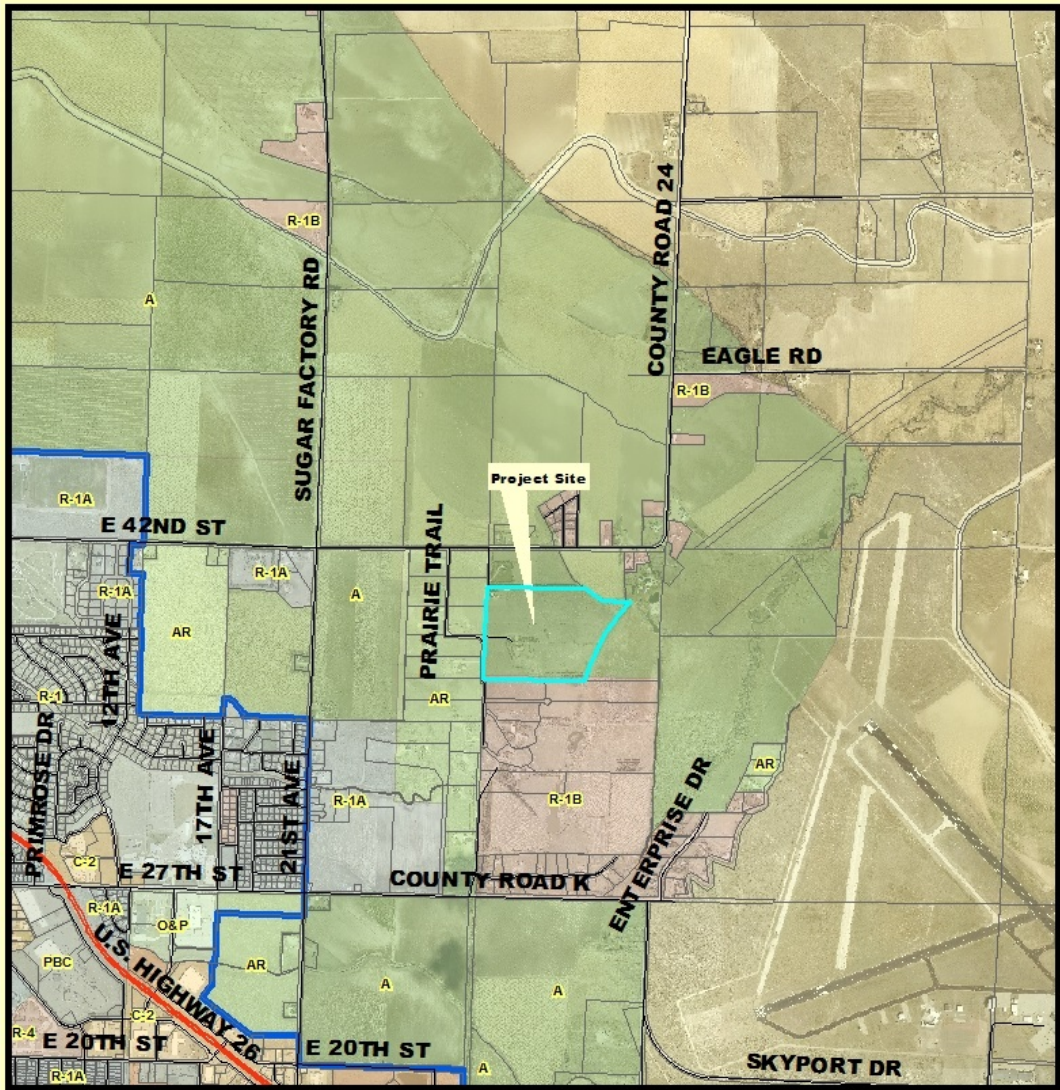 COUNTY ROAD 24
R-1B
SUGAR FACTORY RD
A
EAGLE RD
R-1B
Project Site
R-1A
E 42ND ST
PRAIRIE TRAIL
R-1A
R-1A
A
12TH AVE
AR
R-1
AR
PRIMROSE DR
17TH AVE
21ST AVE
R-1A
R-1B
AR
ENTERPRISE DR
C-2
E 27TH ST
COUNTY ROAD K
R-1A
O&P
U.S. HIGHWAY 26
PBC
AR
A
A
C-2
R-4
E 20TH ST
E 20TH ST
SKYPORT DR
R-1A
A